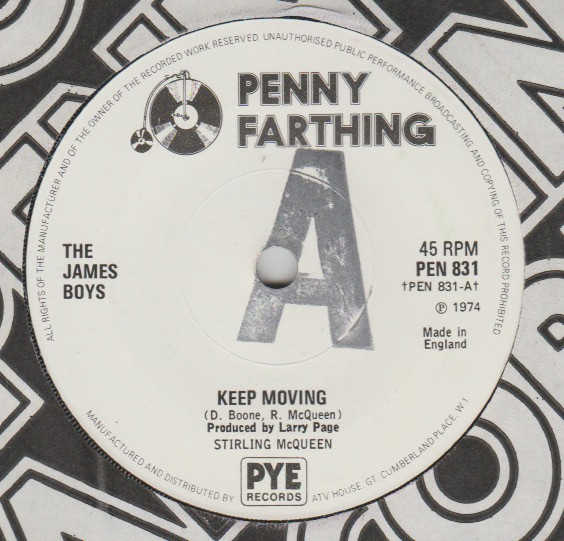 ALL RIGHTS OF THE MANUFACTURER AND OF THE OWNER OF THE RECORDED WORK RESERVED. UNAUTHORISED PUBLIC PERFORMANCE BROADCASTING AND COPYING OF THIS RECORD PROHIBITED
PENNY
FARTHING
A
THE
JAMES
BOYS
45 RPM
PEN 831
†PEN 831-A†
℗ 1974
Made in
England
KEEP MOVING
(D. Boone, R. McQueen)
Produced by Larry Page
STIRLING McQUEEN
PYE
RECORDS
MANUFACTURED AND DISTRIBUTED BY
ATV HOUSE, GT. CUMBERLAND PLACE, W.1